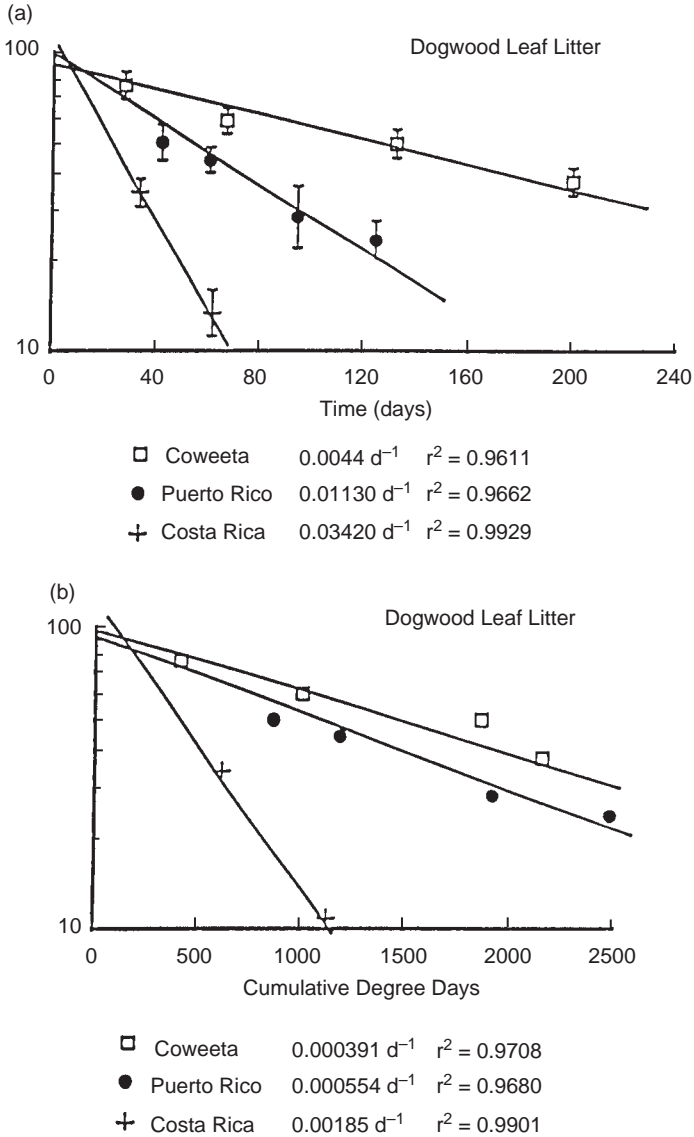 (a)
Dogwood Leaf Litter
100
10
0 40 80 120 160 200 240
Time (days)
Coweeta 0.0044 d⁻¹ r² = 0.9611
Puerto Rico 0.01130 d⁻¹ r² = 0.9662
Costa Rica 0.03420 d⁻¹ r² = 0.9929
(b)
Dogwood Leaf Litter
100
10
0 500 1000 1500 2000 2500
Cumulative Degree Days
Coweeta 0.000391 d⁻¹ r² = 0.9708
Puerto Rico 0.000554 d⁻¹ r² = 0.9680
Costa Rica 0.00185 d⁻¹ r² = 0.9901